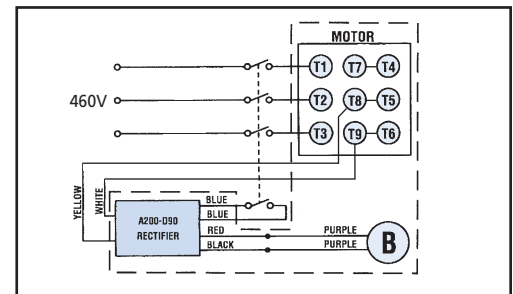 MOTOR
T1 T7 T4
460V
T2 T8 T5
T3 T9 T6
YELLOW
WHITE
BLUE
BLUE
A200-D90
RECTIFIER
RED
BLACK
PURPLE
PURPLE
B